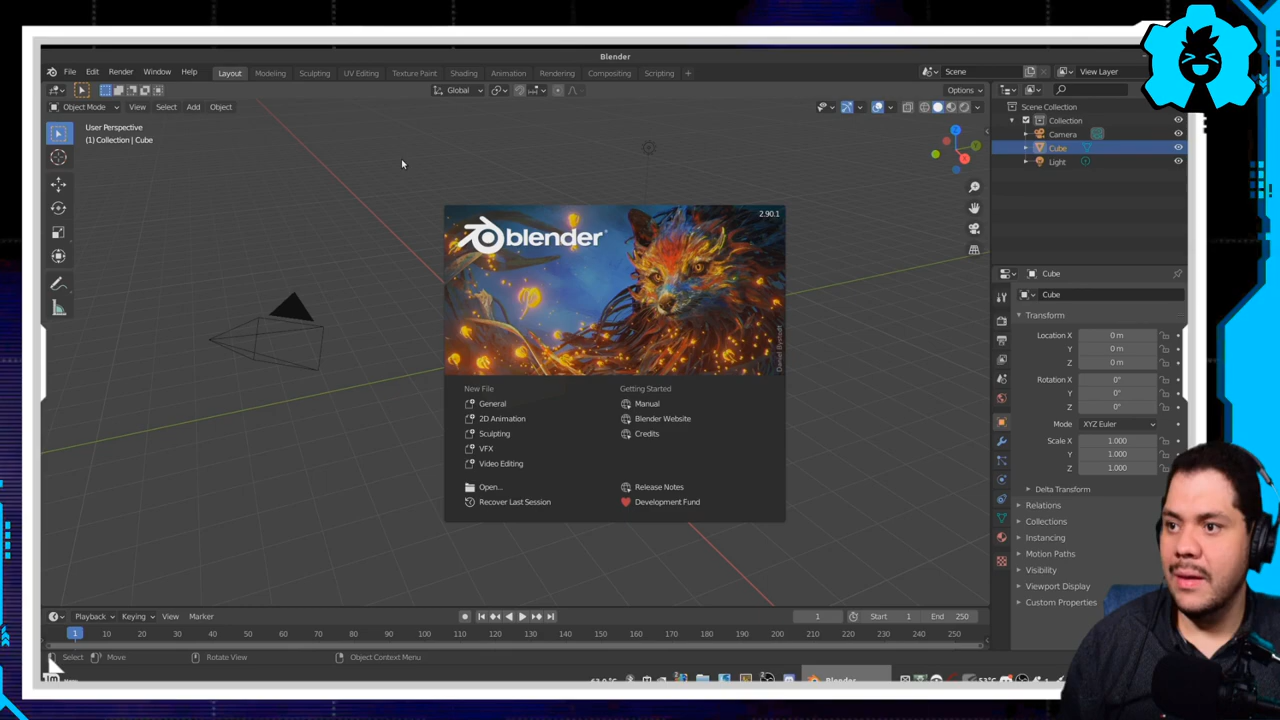 Blender
File Edit Render Window Help Layout Modeling Sculpting UV Editing Texture Paint Shading Animation Rendering Compositing Scripting + Scene View Layer
Global Options
Object Mode View Select Add Object
User Perspective
(1) Collection | Cube
Scene Collection
Collection
Camera
Cube
Light
Z
Y
X
2.90.1
blender
Daniel Bystedt
New File
General
2D Animation
Sculpting
VFX
Video Editing
Open...
Recover Last Session
Getting Started
Manual
Blender Website
Credits
Release Notes
Development Fund
Cube
Cube
Transform
Location X 0 m
Y 0 m
Z 0 m
Rotation X 0°
Y 0°
Z 0°
Mode XYZ Euler
Scale X 1.000
Y 1.000
Z 1.000
Delta Transform
Relations
Collections
Instancing
Motion Paths
Visibility
Viewport Display
Custom Properties
Playback Keying View Marker 1 Start 1 End 250
1 10 20 30 40 50 60 70 80 90 100 110 120 130 140 150 160 170 180 190 200 210 220 230 240 250
Select Move Rotate View Object Context Menu
Blender 53°C